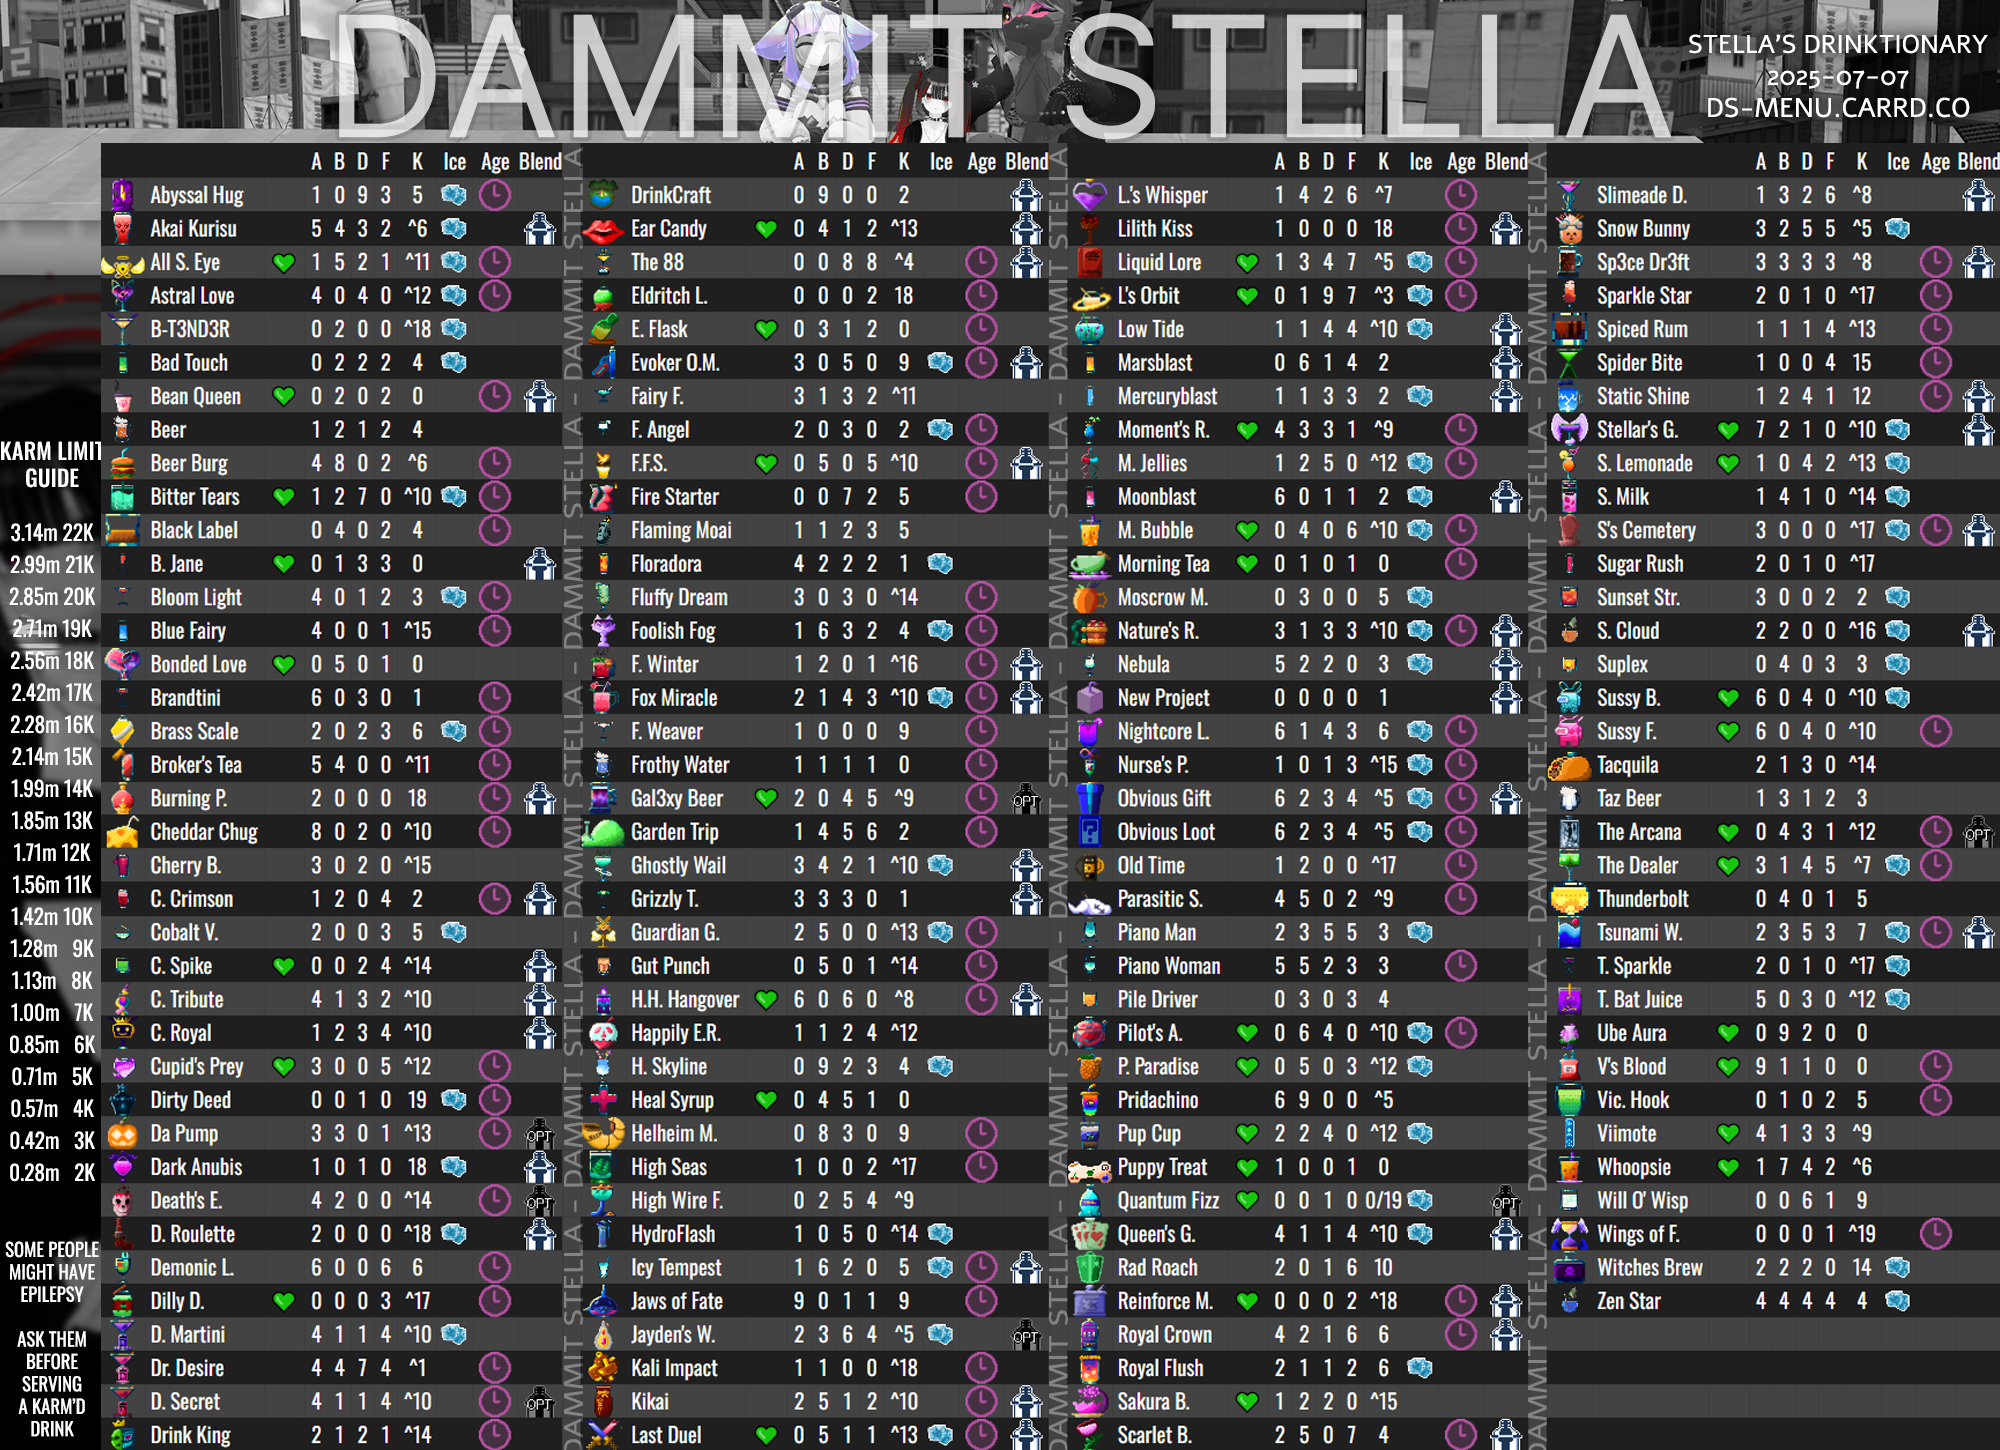 DAMMIT STELLA
STELLA'S DRINKTIONARY
2025-07-07
DS-MENU.CARRD.CO
KARM LIMIT
GUIDE
3.14m 22K
2.99m 21K
2.85m 20K
2.71m 19K
2.56m 18K
2.42m 17K
2.28m 16K
2.14m 15K
1.99m 14K
1.85m 13K
1.71m 12K
1.56m 11K
1.42m 10K
1.28m 9K
1.13m 8K
1.00m 7K
0.85m 6K
0.71m 5K
0.57m 4K
0.42m 3K
0.28m 2K
SOME PEOPLE
MIGHT HAVE
EPILEPSY
ASK THEM
BEFORE
SERVING
A KARM'D
DRINK
A B D F K Ice Age Blend
Abyssal Hug 1 0 9 3 5
Akai Kurisu 5 4 3 2 ^6
All S. Eye 1 5 2 1 ^11
Astral Love 4 0 4 0 ^12
B-T3ND3R 0 2 0 0 ^18
Bad Touch 0 2 2 2 4
Bean Queen 0 2 0 2 0
Beer 1 2 1 2 4
Beer Burg 4 8 0 2 ^6
Bitter Tears 1 2 7 0 ^10
Black Label 0 4 0 2 4
B. Jane 0 1 3 3 0
Bloom Light 4 0 1 2 3
Blue Fairy 4 0 0 1 ^15
Bonded Love 0 5 0 1 0
Brandtini 6 0 3 0 1
Brass Scale 2 0 2 3 6
Broker's Tea 5 4 0 0 ^11
Burning P. 2 0 0 0 18
Cheddar Chug 8 0 2 0 ^10
Cherry B. 3 0 2 0 ^15
C. Crimson 1 2 0 4 2
Cobalt V. 2 0 0 3 5
C. Spike 0 0 2 4 ^14
C. Tribute 4 1 3 2 ^10
C. Royal 1 2 3 4 ^10
Cupid's Prey 3 0 0 5 ^12
Dirty Deed 0 0 1 0 19
Da Pump 3 3 0 1 ^13 OPT
Dark Anubis 1 0 1 0 18
Death's E. 4 2 0 0 ^14 OPT
D. Roulette 2 0 0 0 ^18
Demonic L. 6 0 0 6 6
Dilly D. 0 0 0 3 ^17
D. Martini 4 1 1 4 ^10
Dr. Desire 4 4 7 4 ^1
D. Secret 4 1 1 4 ^10 OPT
Drink King 2 1 2 1 ^14
DAMMIT STELLA - DAMMIT STELLA - DAMMIT STELLA - DAMMIT STELLA
A B D F K Ice Age Blend
DrinkCraft 0 9 0 0 2
Ear Candy 0 4 1 2 ^13
The 88 0 0 8 8 ^4
Eldritch L. 0 0 0 2 18
E. Flask 0 3 1 2 0
Evoker O.M. 3 0 5 0 9
Fairy F. 3 1 3 2 ^11
F. Angel 2 0 3 0 2
F.F.S. 0 5 0 5 ^10
Fire Starter 0 0 7 2 5
Flaming Moai 1 1 2 3 5
Floradora 4 2 2 2 1
Fluffy Dream 3 0 3 0 ^14
Foolish Fog 1 6 3 2 4
F. Winter 1 2 0 1 ^16
Fox Miracle 2 1 4 3 ^10
F. Weaver 1 0 0 0 9
Frothy Water 1 1 1 1 0
Gal3xy Beer 2 0 4 5 ^9 OPT
Garden Trip 1 4 5 6 2
Ghostly Wail 3 4 2 1 ^10
Grizzly T. 3 3 3 0 1
Guardian G. 2 5 0 0 ^13
Gut Punch 0 5 0 1 ^14
H.H. Hangover 6 0 6 0 ^8
Happily E.R. 1 1 2 4 ^12
H. Skyline 0 9 2 3 4
Heal Syrup 0 4 5 1 0
Helheim M. 0 8 3 0 9
High Seas 1 0 0 2 ^17
High Wire F. 0 2 5 4 ^9
HydroFlash 1 0 5 0 ^14
Icy Tempest 1 6 2 0 5
Jaws of Fate 9 0 1 1 9
Jayden's W. 2 3 6 4 ^5 OPT
Kali Impact 1 1 0 0 ^18
Kikai 2 5 1 2 ^10
Last Duel 0 5 1 1 ^13
DAMMIT STELLA - DAMMIT STELLA - DAMMIT STELLA - DAMMIT STELLA
A B D F K Ice Age Blend
L.'s Whisper 1 4 2 6 ^7
Lilith Kiss 1 0 0 0 18
Liquid Lore 1 3 4 7 ^5
L's Orbit 0 1 9 7 ^3
Low Tide 1 1 4 4 ^10
Marsblast 0 6 1 4 2
Mercuryblast 1 1 3 3 2
Moment's R. 4 3 3 1 ^9
M. Jellies 1 2 5 0 ^12
Moonblast 6 0 1 1 2
M. Bubble 0 4 0 6 ^10
Morning Tea 0 1 0 1 0
Moscrow M. 0 3 0 0 5
Nature's R. 3 1 3 3 ^10
Nebula 5 2 2 0 3
New Project 0 0 0 0 1
Nightcore L. 6 1 4 3 6
Nurse's P. 1 0 1 3 ^15
Obvious Gift 6 2 3 4 ^5
Obvious Loot 6 2 3 4 ^5
Old Time 1 2 0 0 ^17
Parasitic S. 4 5 0 2 ^9
Piano Man 2 3 5 5 3
Piano Woman 5 5 2 3 3
Pile Driver 0 3 0 3 4
Pilot's A. 0 6 4 0 ^10
P. Paradise 0 5 0 3 ^12
Pridachino 6 9 0 0 ^5
Pup Cup 2 2 4 0 ^12
Puppy Treat 1 0 0 1 0
Quantum Fizz 0 0 1 0 0/19 OPT
Queen's G. 4 1 1 4 ^10
Rad Roach 2 0 1 6 10
Reinforce M. 0 0 0 2 ^18
Royal Crown 4 2 1 6 6
Royal Flush 2 1 1 2 6
Sakura B. 1 2 2 0 ^15
Scarlet B. 2 5 0 7 4
DAMMIT STELLA - DAMMIT STELLA - DAMMIT STELLA - DAMMIT STELLA
A B D F K Ice Age Blend
Slimeade D. 1 3 2 6 ^8
Snow Bunny 3 2 5 5 ^5
Sp3ce Dr3ft 3 3 3 3 ^8
Sparkle Star 2 0 1 0 ^17
Spiced Rum 1 1 1 4 ^13
Spider Bite 1 0 0 4 15
Static Shine 1 2 4 1 12
Stellar's G. 7 2 1 0 ^10
S. Lemonade 1 0 4 2 ^13
S. Milk 1 4 1 0 ^14
S's Cemetery 3 0 0 0 ^17
Sugar Rush 2 0 1 0 ^17
Sunset Str. 3 0 0 2 2
S. Cloud 2 2 0 0 ^16
Suplex 0 4 0 3 3
Sussy B. 6 0 4 0 ^10
Sussy F. 6 0 4 0 ^10
Tacquila 2 1 3 0 ^14
Taz Beer 1 3 1 2 3
The Arcana 0 4 3 1 ^12 OPT
The Dealer 3 1 4 5 ^7
Thunderbolt 0 4 0 1 5
Tsunami W. 2 3 5 3 7
T. Sparkle 2 0 1 0 ^17
T. Bat Juice 5 0 3 0 ^12
Ube Aura 0 9 2 0 0
V's Blood 9 1 1 0 0
Vic. Hook 0 1 0 2 5
Viimote 4 1 3 3 ^9
Whoopsie 1 7 4 2 ^6
Will O' Wisp 0 0 6 1 9
Wings of F. 0 0 0 1 ^19
Witches Brew 2 2 2 0 14
Zen Star 4 4 4 4 4